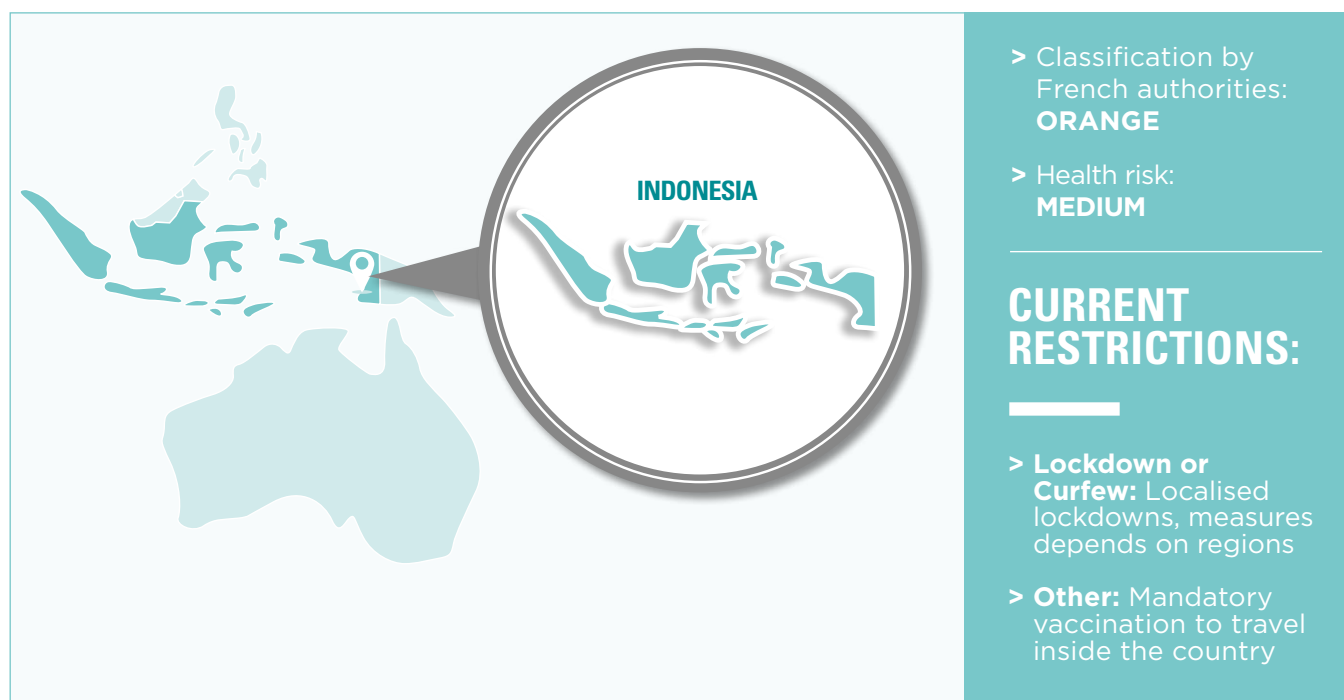 INDONESIA
> Classification by
French authorities:
ORANGE
> Health risk:
MEDIUM
CURRENT
RESTRICTIONS:
> Lockdown or
Curfew: Localised
lockdowns, measures
depends on regions
> Other: Mandatory
vaccination to travel
inside the country